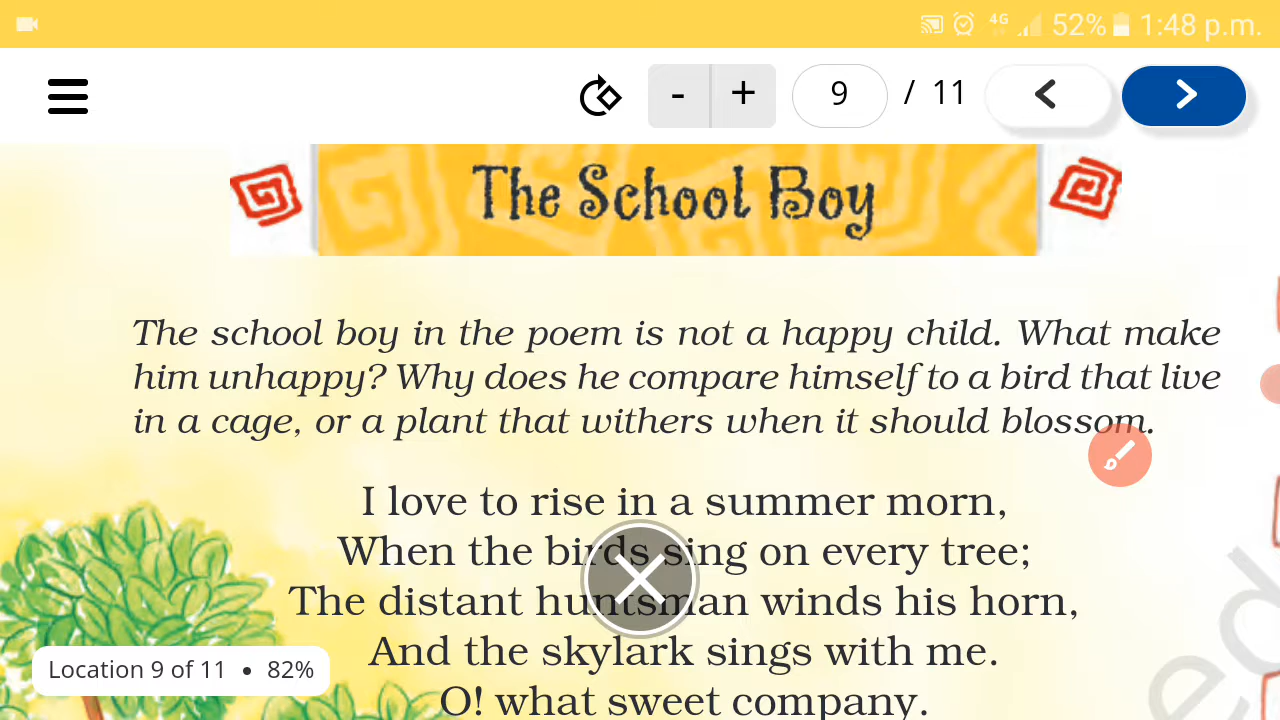 4G 52% 1:48 p.m.
- + 9 / 11
The School Boy
The school boy in the poem is not a happy child. What make
him unhappy? Why does he compare himself to a bird that live
in a cage, or a plant that withers when it should blossom.
I love to rise in a summer morn,
When the birds sing on every tree;
The distant huntsman winds his horn,
And the skylark sings with me.
Location 9 of 11 • 82%
O! what sweet company.
ed